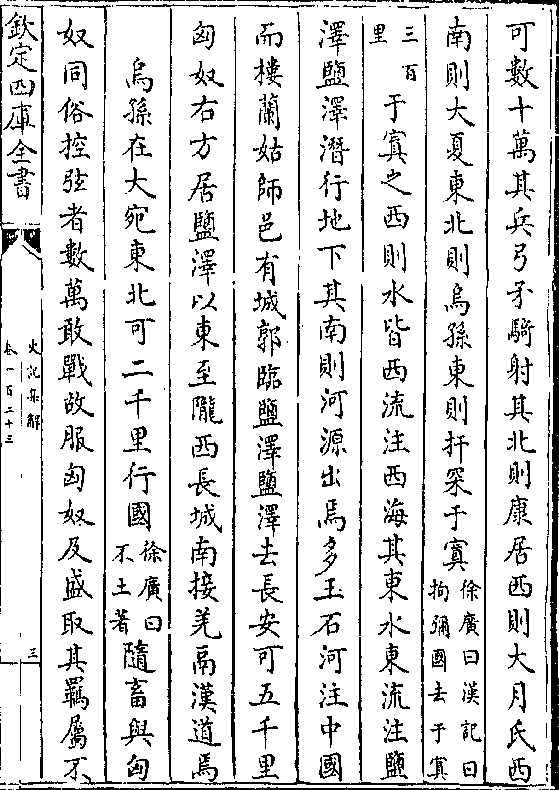 可數十萬其兵弓矛騎射其北則康居西則大月氏西
南則大夏東北則烏孫東則扞罙于窴徐廣曰漢記曰拘彌國去于窴
三百里于窴之西則水皆西流注西海其東水東流注鹽
澤鹽澤潛行地下其南則河源出焉多玉石河注中國
而樓蘭姑師邑有城郭臨鹽澤鹽澤去長安可五千里
匈奴右方居鹽澤以東至隴西長城南接羌鬲漢道焉
烏孫在大宛東北可二千里行國徐廣曰不土著隨畜與匈
奴同俗控弦者數萬敢戰故服匈奴及盛取其羈屬不
欽定四庫全書
史記集解
卷一百二十三
三